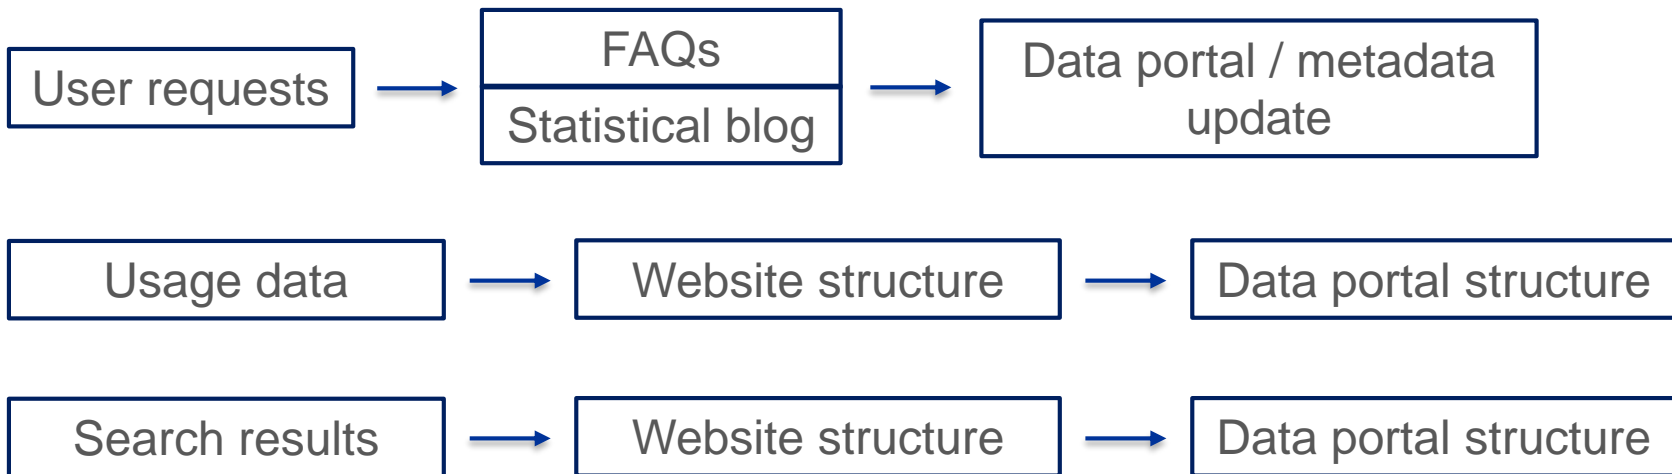 User requests
FAQs
Statistical blog
Data portal / metadata
update
Usage data
Website structure
Data portal structure
Search results
Website structure
Data portal structure